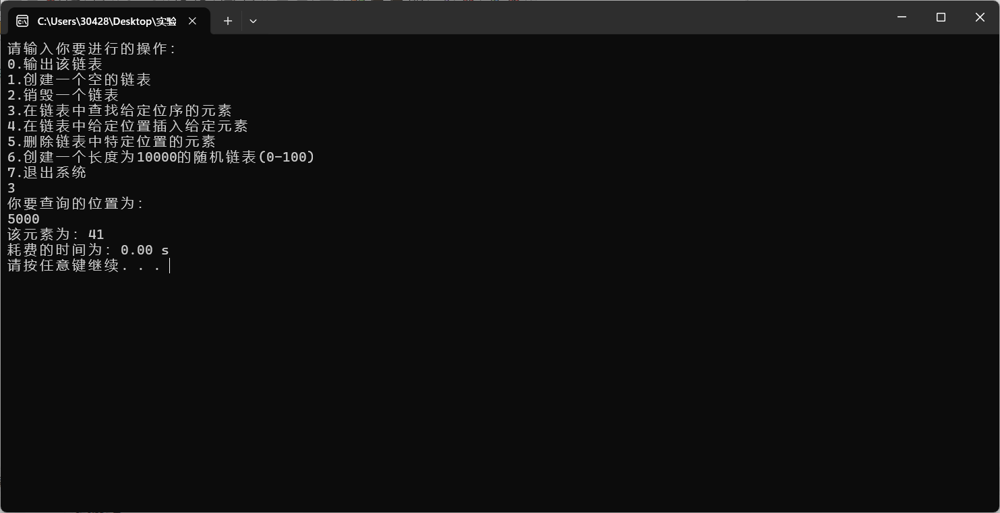 C:\Users\30428\Desktop\实验
请输入你要进行的操作：
0.输出该链表
1.创建一个空的链表
2.销毁一个链表
3.在链表中查找给定位序的元素
4.在链表中给定位置插入给定元素
5.删除链表中特定位置的元素
6.创建一个长度为10000的随机链表(0-100)
7.退出系统
3
你要查询的位置为：
5000
该元素为：41
耗费的时间为：0.00 s
请按任意键继续. . .